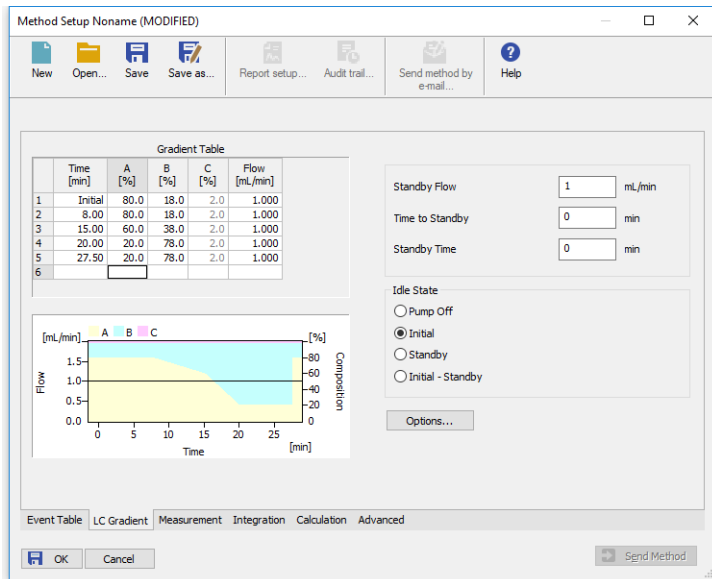 Method Setup Noname (MODIFIED)
New Open... Save Save as... Report setup... Audit trail... Send method by e-mail... Help
Gradient Table
Time [min] A [%] B [%] C [%] Flow [mL/min]
1 Initial 80.0 18.0 2.0 1.000
2 8.00 80.0 18.0 2.0 1.000
3 15.00 60.0 38.0 2.0 1.000
4 20.00 20.0 78.0 2.0 1.000
5 27.50 20.0 78.0 2.0 1.000
6
Standby Flow 1 mL/min
Time to Standby 0 min
Standby Time 0 min
Idle State
Pump Off
Initial
Standby
Initial - Standby
Options...
[mL/min] A B C [%]
1.5 80
1.0 60
40
0.5 20
0.0 0
Flow
Composition
0 5 10 15 20 25
Time [min]
Event Table LC Gradient Measurement Integration Calculation Advanced
OK Cancel Send Method